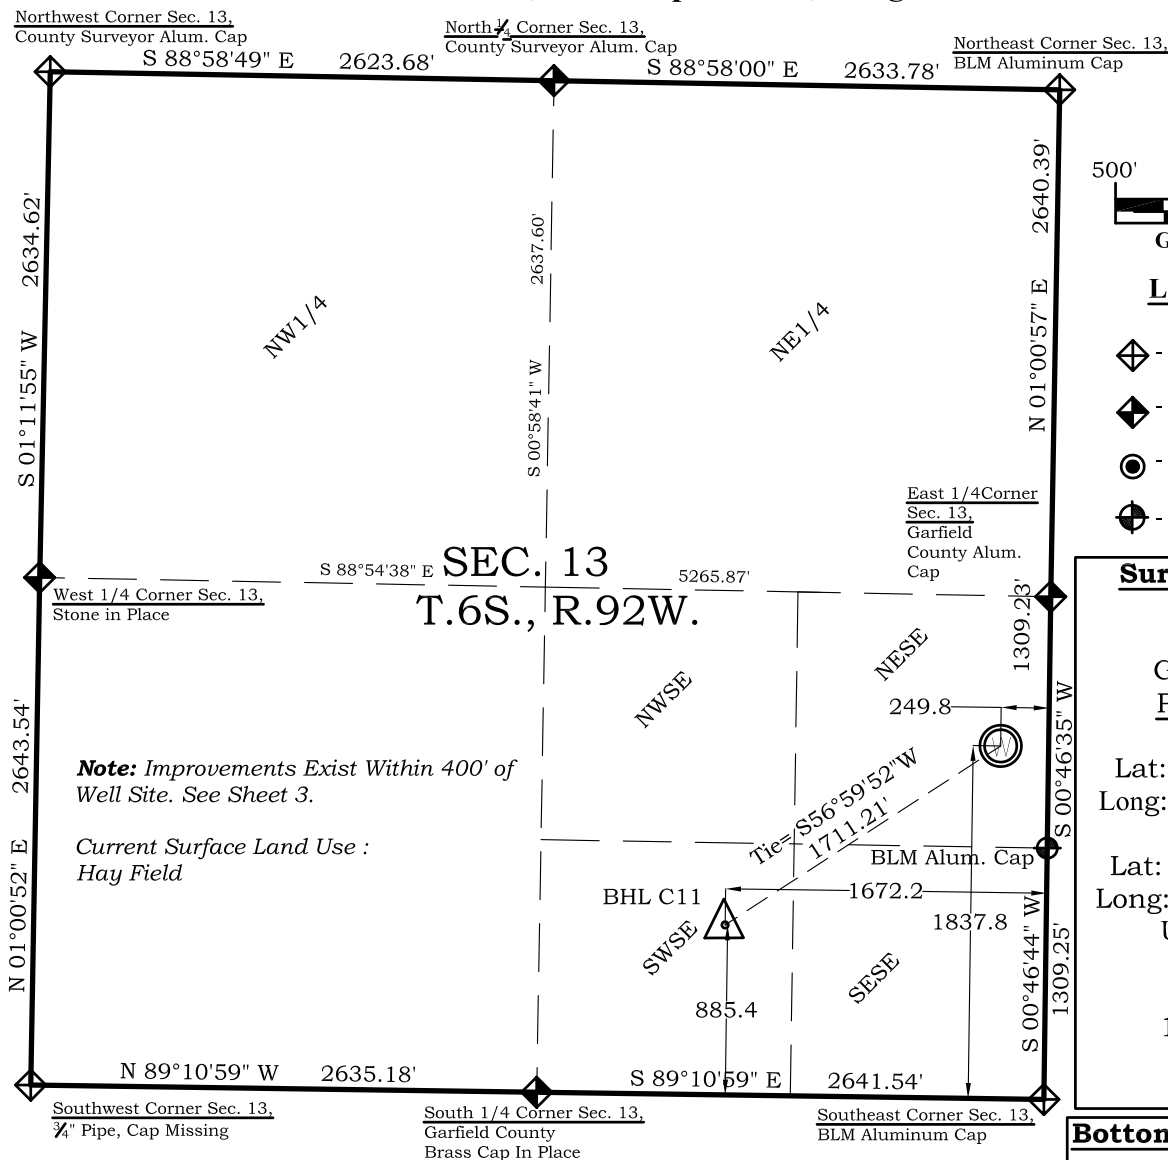 Northwest Corner Sec. 13,
County Surveyor Alum. Cap
North 1/4 Corner Sec. 13,
County Surveyor Alum. Cap
Northeast Corner Sec. 13,
BLM Aluminum Cap
S 88°58'49" E 2623.68'
S 88°58'00" E 2633.78'
2634.62'
S 01°11'55" W
2637.60'
S 00°58'41" W
2640.39'
N 01°00'57" E
500'
G
L
NW1/4
NE1/4
East 1/4Corner
Sec. 13,
Garfield
County Alum.
Cap
S 88°54'38" E
5265.87'
SEC. 13
T.6S., R.92W.
West 1/4 Corner Sec. 13,
Stone in Place
Sur
1309.23'
S 00°46'35" W
NWSE
NESE
249.8
2643.54'
N 01°00'52" E
Note: Improvements Exist Within 400' of
Well Site. See Sheet 3.
Current Surface Land Use :
Hay Field
Tie= S56°59'52"W
1711.21'
Lat:
Long:
BLM Alum. Cap
Lat:
Long:
BHL C11
1672.2
1837.8
SWSE
SESE
885.4
S 00°46'44" W
1309.25'
N 89°10'59" W 2635.18'
S 89°10'59" E 2641.54'
Southwest Corner Sec. 13,
3/4" Pipe, Cap Missing
South 1/4 Corner Sec. 13,
Garfield County
Brass Cap In Place
Southeast Corner Sec. 13,
BLM Aluminum Cap
Bottom